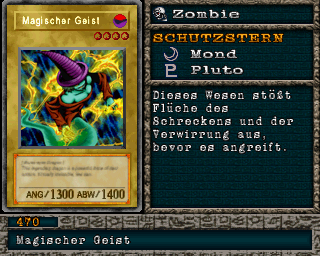 Magischer Geist
ANG/1300 ABW/1400
Zombie
SCHUTZSTERN
Mond
Pluto
Dieses Wesen stößt
Flüche des
Schreckens und der
Verwirrung aus,
bevor es angreift.
470
Magischer Geist